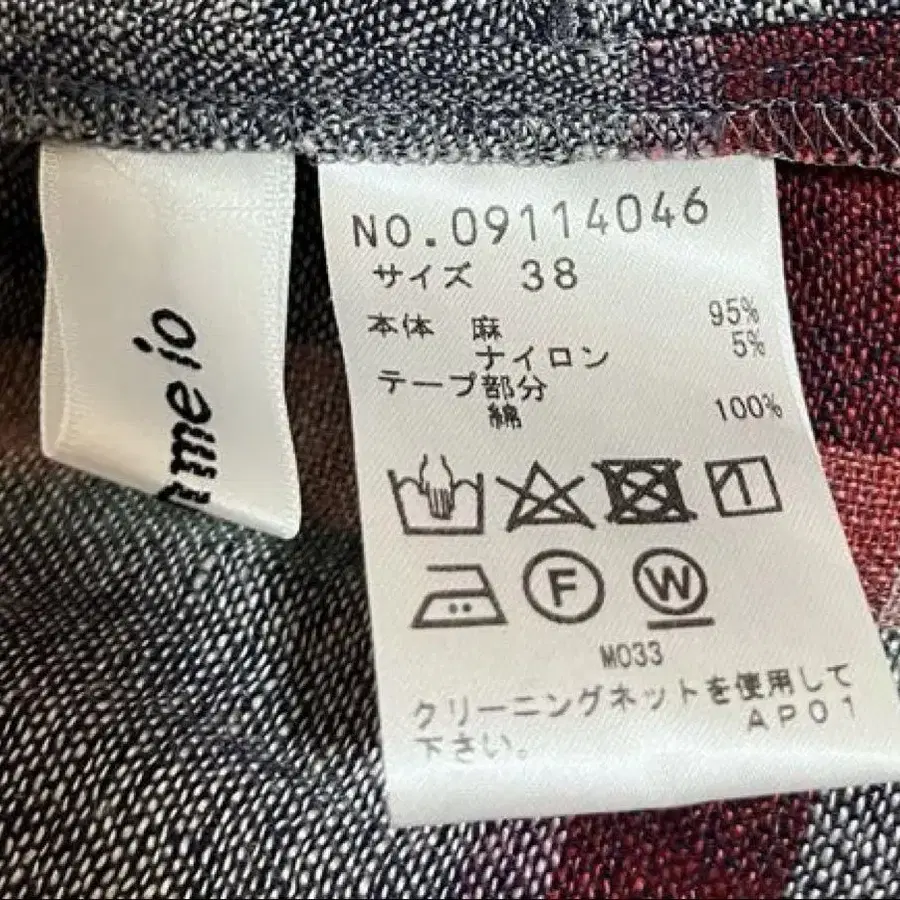 me io
NO.09114046
サイズ 38
本体 麻 95%
ナイロン 5%
テープ部分
綿 100%
F W
M033
クリーニングネットを使用して
下さい。 AP01